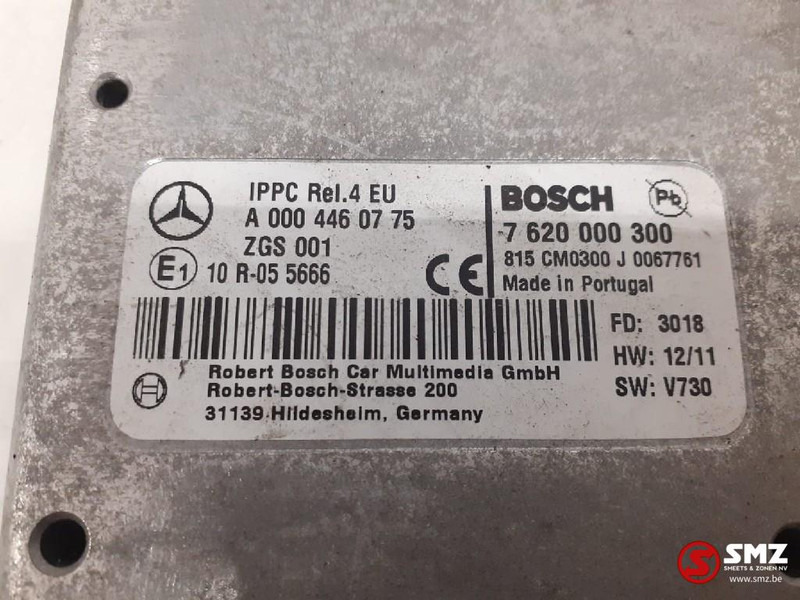 IPPC Rel.4 EU
A 000 446 07 75
ZGS 001
E1 10 R-05 5666
BOSCH
Pb
7 620 000 300
815 CM0300 J 0067761
CE
Made in Portugal
FD: 3018
HW: 12/11
SW: V730
Robert Bosch Car Multimedia GmbH
Robert-Bosch-Strasse 200
31139 Hildesheim, Germany
SMZ
SMEETS & ZONEN NV
www.smz.be